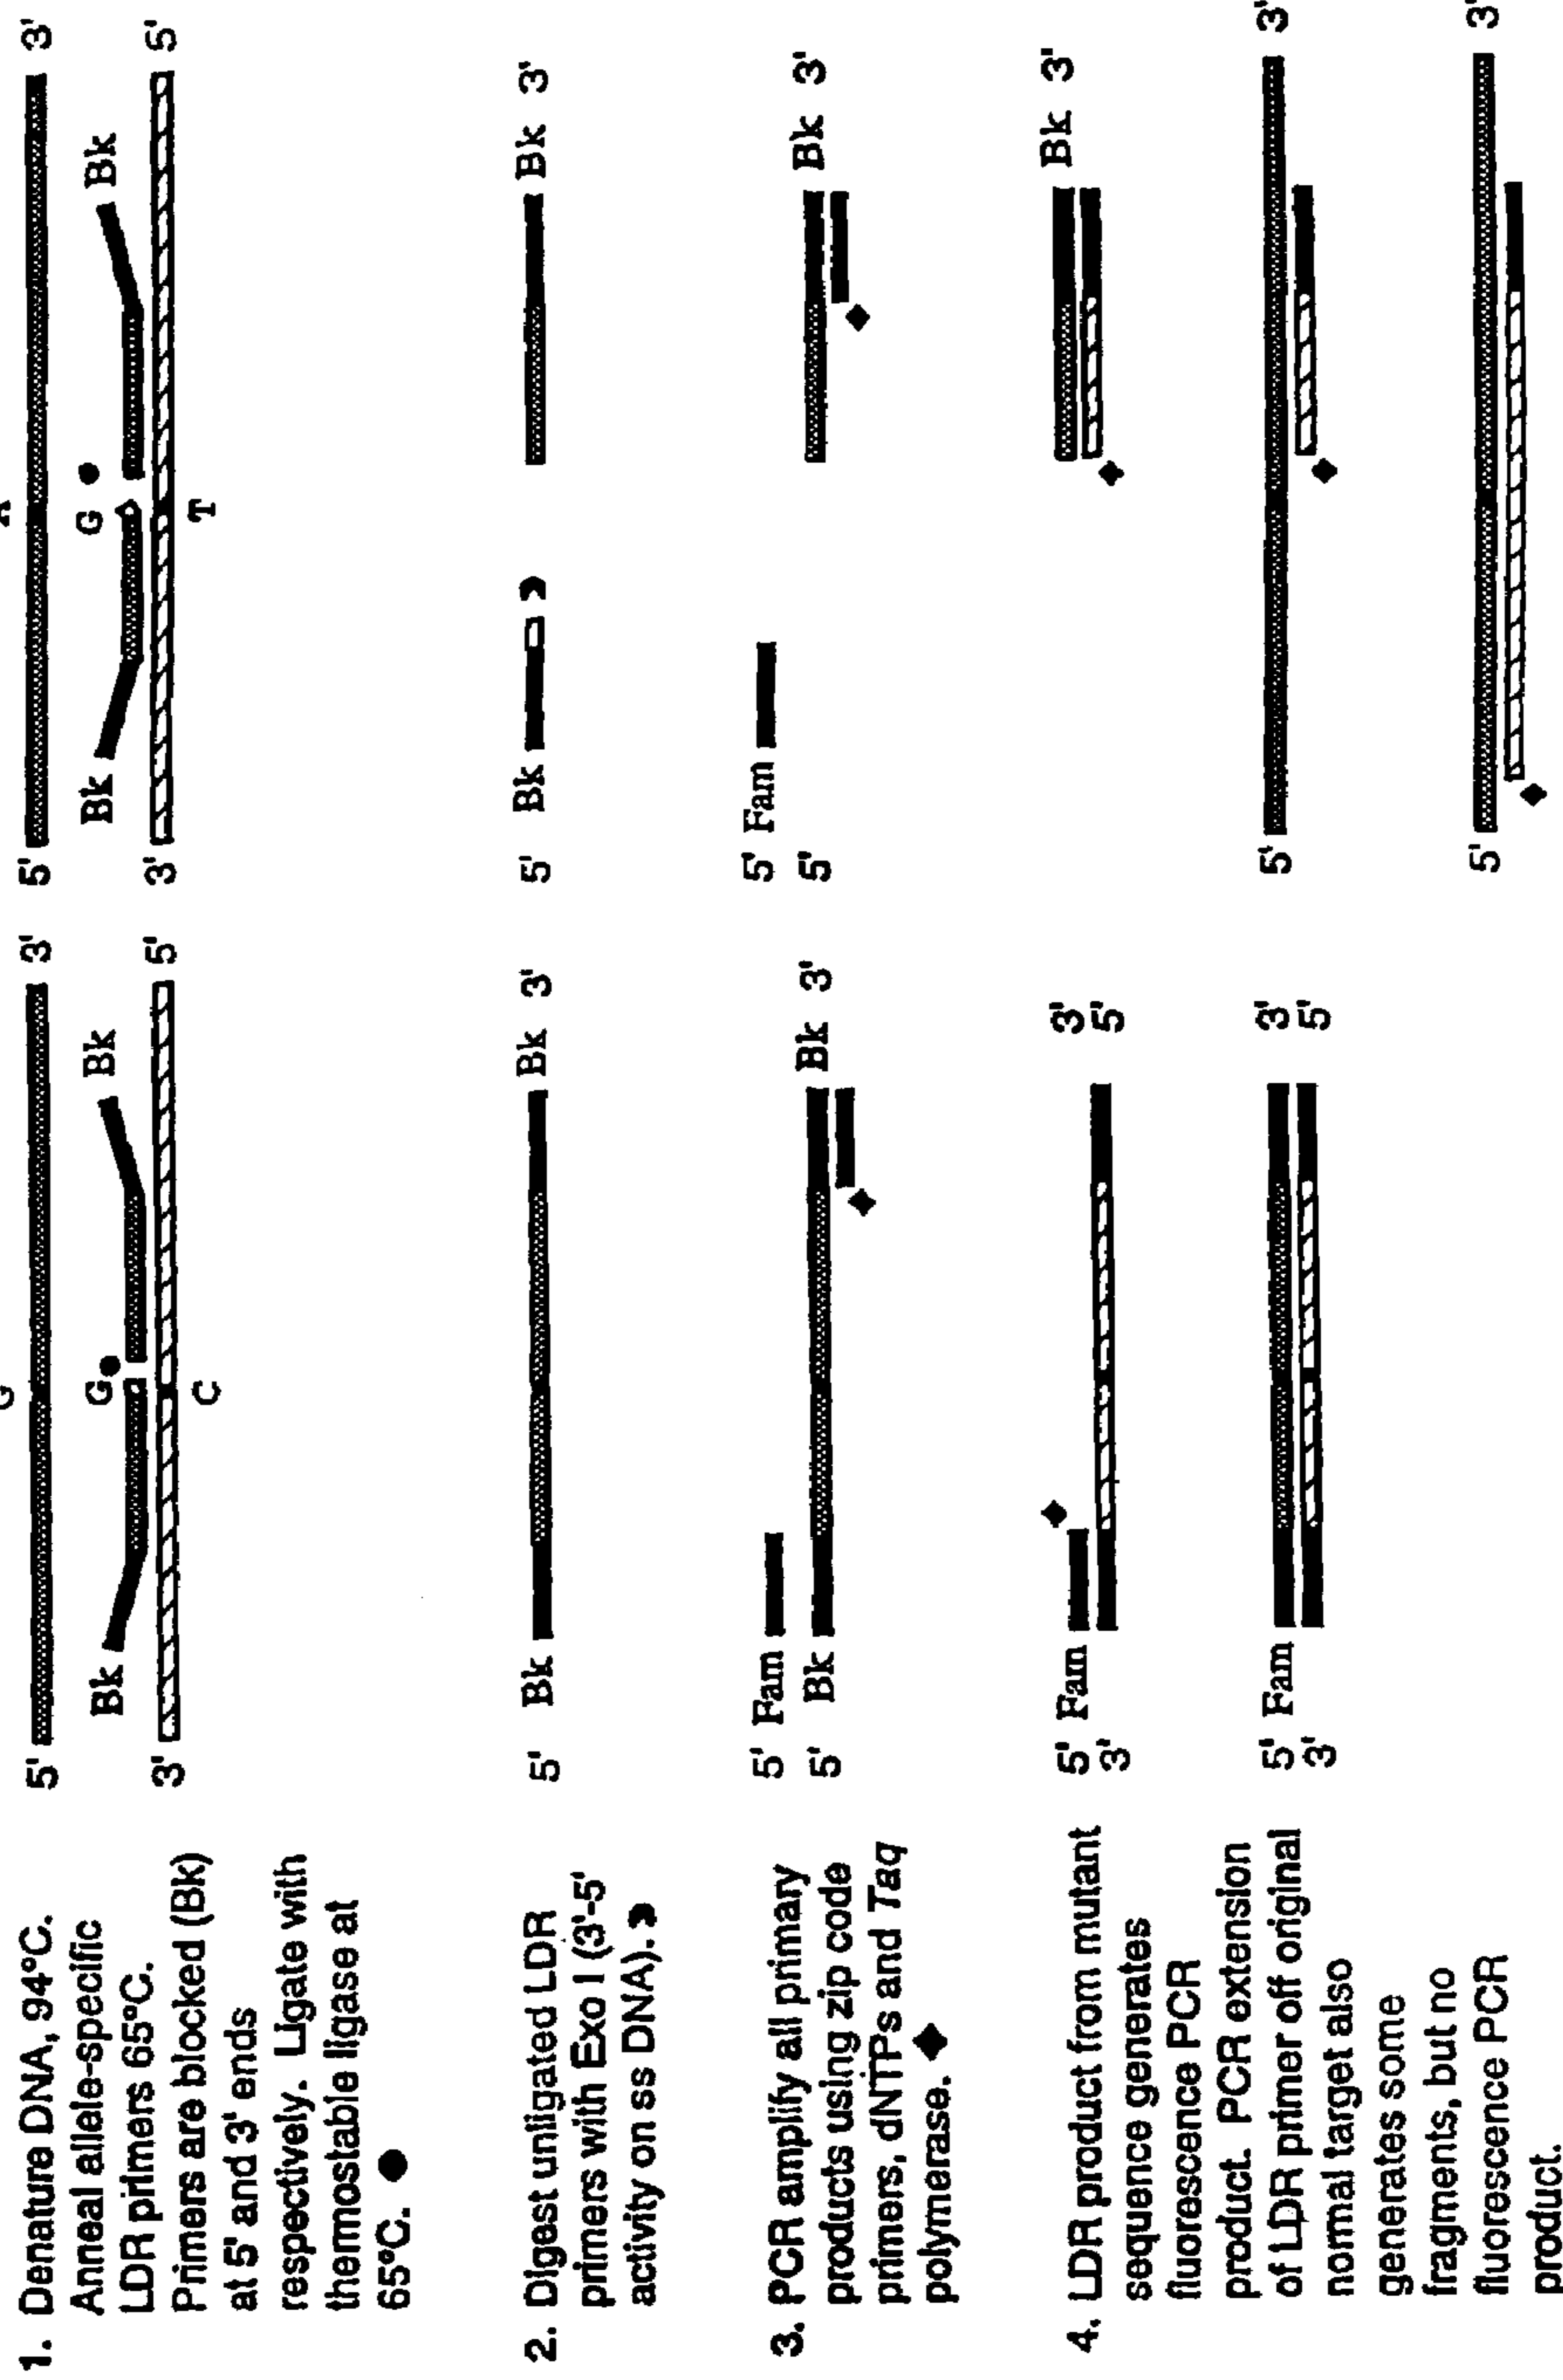 1. Denature DNA, 94°C.
Anneal allele-specific
LDR primers 65°C.
Primers are blocked (Bk)
at 5' and 3' ends
respectively. Ligate with
thermostable ligase at
65°C.
5' 3'
G
Bk Bk
3' 5'
C
5' 3'
G
Bk Bk
3' 5'
T
2. Digest unligated LDR
primers with Exo I (3'-5'
activity on ss DNA).
5' Bk Bk 3'
5' Bk Bk 3'
3. PCR amplify all primary
products using zip code
primers, dNTPs and Taq
polymerase.
5' Fam
5' Bk Bk 3'
5' Fam
5' Bk 3'
4. LDR product from mutant
sequence generates
fluorescence PCR
product. PCR extension
of LDR primer off original
normal target also
generates some
fragments, but no
fluorescence PCR
product.
5' Fam 3'
3' 5'
Bk 3'
5' Fam 3'
3' 5'
5' 3'
5' 3'